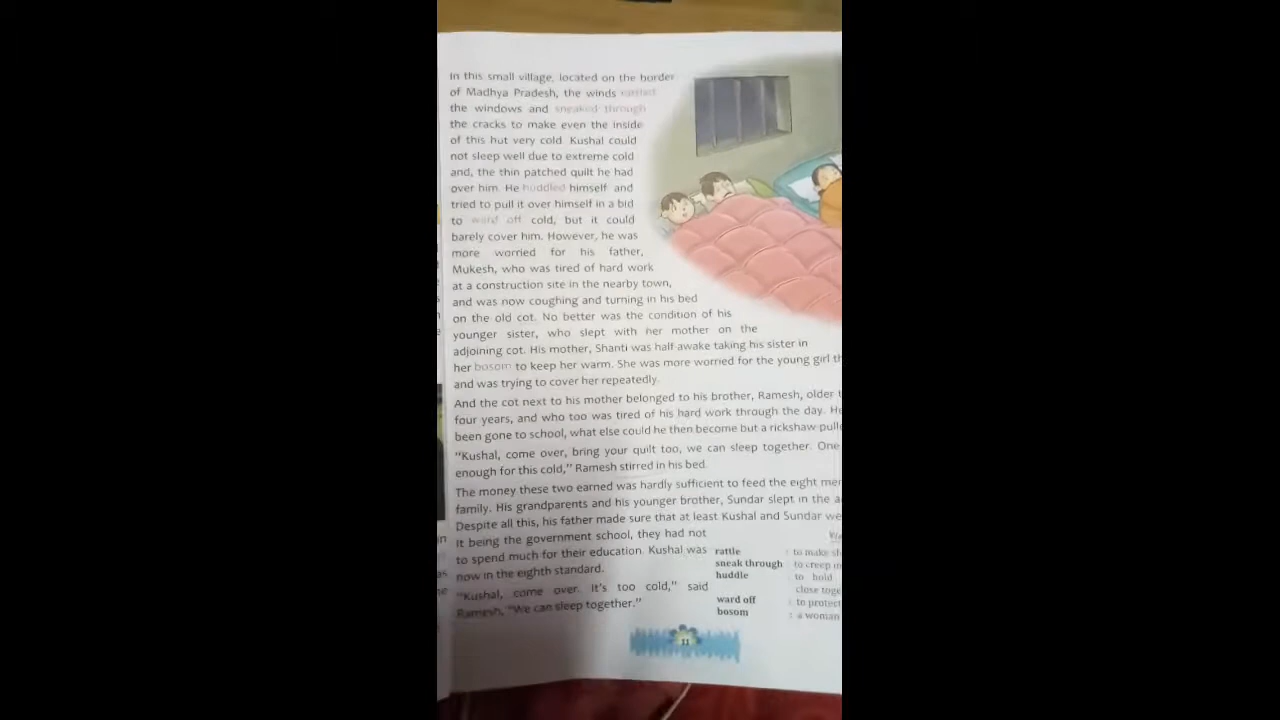 In this small village, located on the border
of Madhya Pradesh, the winds rattled
the windows and sneaked through
the cracks to make even the inside
of this hut very cold. Kushal could
not sleep well due to extreme cold
and, the thin patched quilt he had
over him. He huddled himself and
tried to pull it over himself in a bid
to ward off cold, but it could
barely cover him. However, he was
more worried for his father,
Mukesh, who was tired of hard work
at a construction site in the nearby town,
and was now coughing and turning in his bed
on the old cot. No better was the condition of his
younger sister, who slept with her mother on the
adjoining cot. His mother, Shanti was half awake taking his sister in
her bosom to keep her warm. She was more worried for the young girl th
and was trying to cover her repeatedly.
And the cot next to his mother belonged to his brother, Ramesh, older t
four years, and who too was tired of his hard work through the day. He
been gone to school, what else could he then become but a rickshaw pull
"Kushal, come over, bring your quilt too, we can sleep together. One
enough for this cold," Ramesh stirred in his bed.
The money these two earned was hardly sufficient to feed the eight mem
family. His grandparents and his younger brother, Sundar slept in the a
Despite all this, his father made sure that at least Kushal and Sundar we
It being the government school, they had not
to spend much for their education. Kushal was
now in the eighth standard.
"Kushal, come over. It's too cold," said
Ramesh, "We can sleep together."
rattle : to make sh
sneak through : to creep in
huddle : to hold
close toge
ward off : to protect
bosom : a woman
11